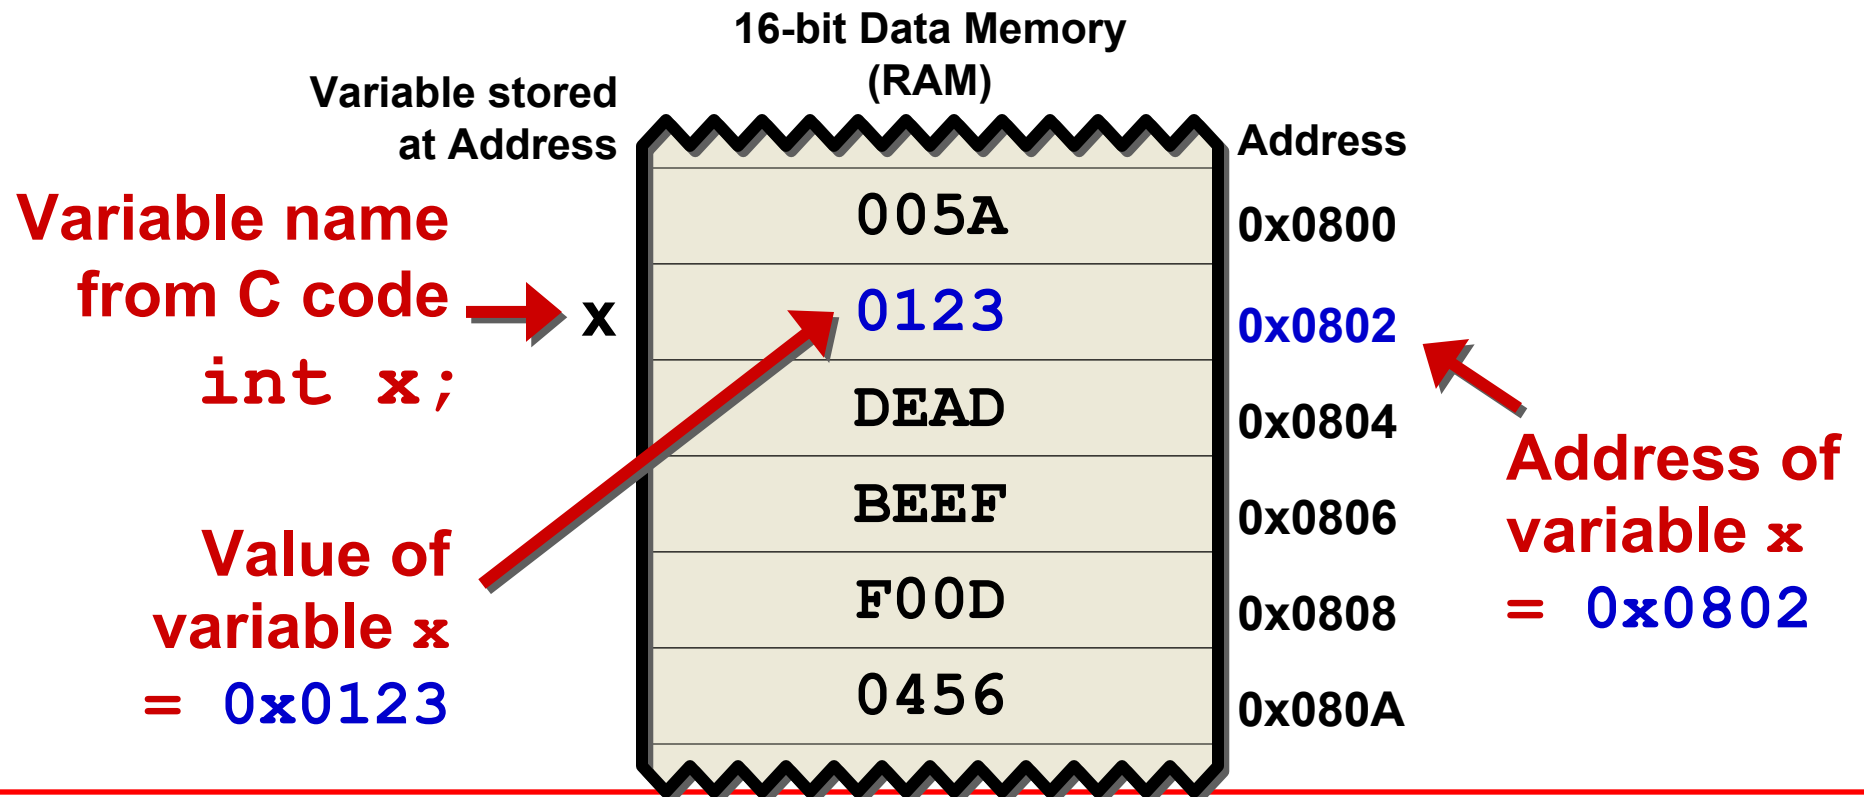 16-bit Data Memory
(RAM)
Variable stored
at Address
Address
Variable name
from C code
int x;
x
005A
0x0800
0123
0x0802
DEAD
0x0804
BEEF
0x0806
F00D
0x0808
0456
0x080A
Value of
variable x
= 0x0123
Address of
variable x
= 0x0802